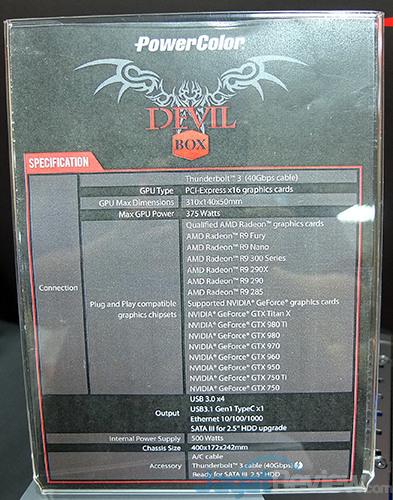 PowerColor
DEVIL
BOX
SPECIFICATION
Thunderbolt™ 3 (40Gbps cable)
GPU Type PCI-Express x16 graphics cards
GPU Max Dimensions 310x140x50mm
Max GPU Power 375 Watts
Connection
Plug and Play compatible
graphics chipsets
Qualified AMD Radeon™ graphics cards
AMD Radeon™ R9 Fury
AMD Radeon™ R9 Nano
AMD Radeon™ R9 300 Series
AMD Radeon™ R9 290X
AMD Radeon™ R9 290
AMD Radeon™ R9 285
Supported NVIDIA® GeForce® graphics cards
NVIDIA® GeForce® GTX Titan X
NVIDIA® GeForce® GTX 980 Ti
NVIDIA® GeForce® GTX 980
NVIDIA® GeForce® GTX 970
NVIDIA® GeForce® GTX 960
NVIDIA® GeForce® GTX 950
NVIDIA® GeForce® GTX 750 Ti
NVIDIA® GeForce® GTX 750
Output
USB 3.0 x4
USB3.1 Gen1 TypeC x1
Ethernet 10/100/1000
SATA III for 2.5" HDD upgrade
Internal Power Supply 500 Watts
Chassis Size 400x172x242mm
Accessory
A/C cable
Thunderbolt™ 3 cable (40Gbps)
Ready for SATA III 2.5" HDD